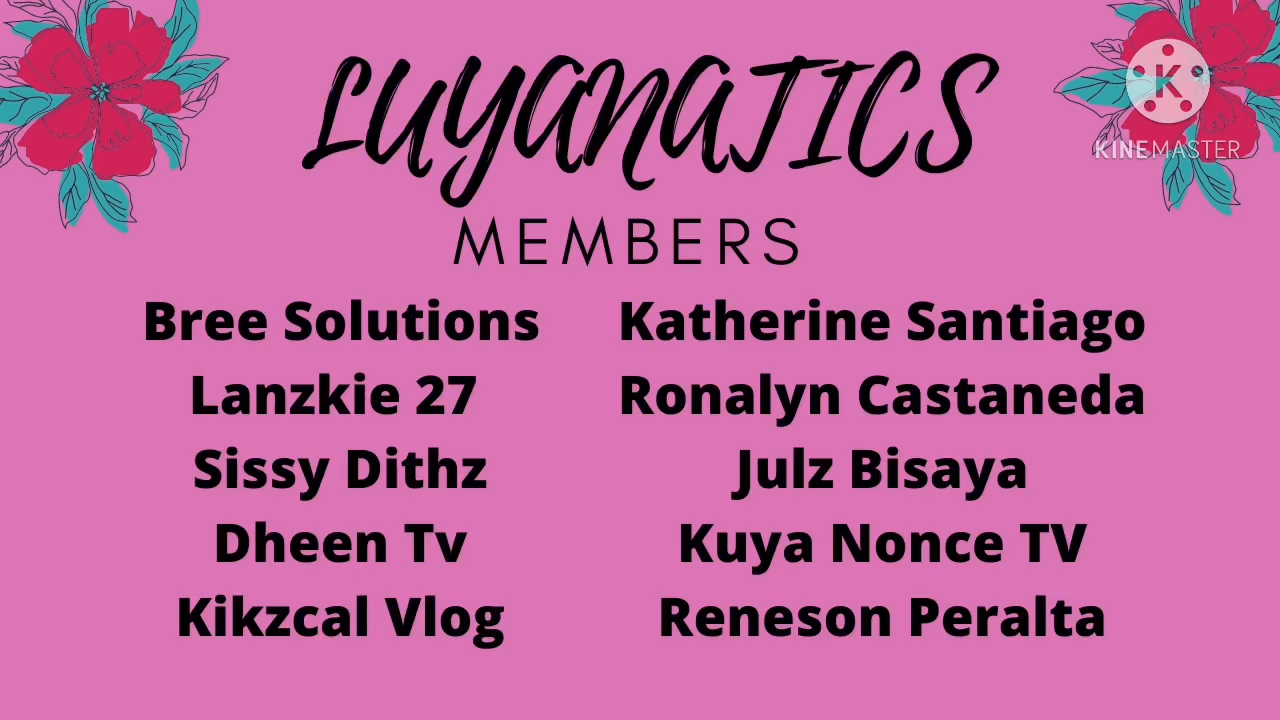 LUYANATICS
K
KINEMASTER
MEMBERS
Bree Solutions
Lanzkie 27
Sissy Dithz
Dheen Tv
Kikzcal Vlog
Katherine Santiago
Ronalyn Castaneda
Julz Bisaya
Kuya Nonce TV
Reneson Peralta